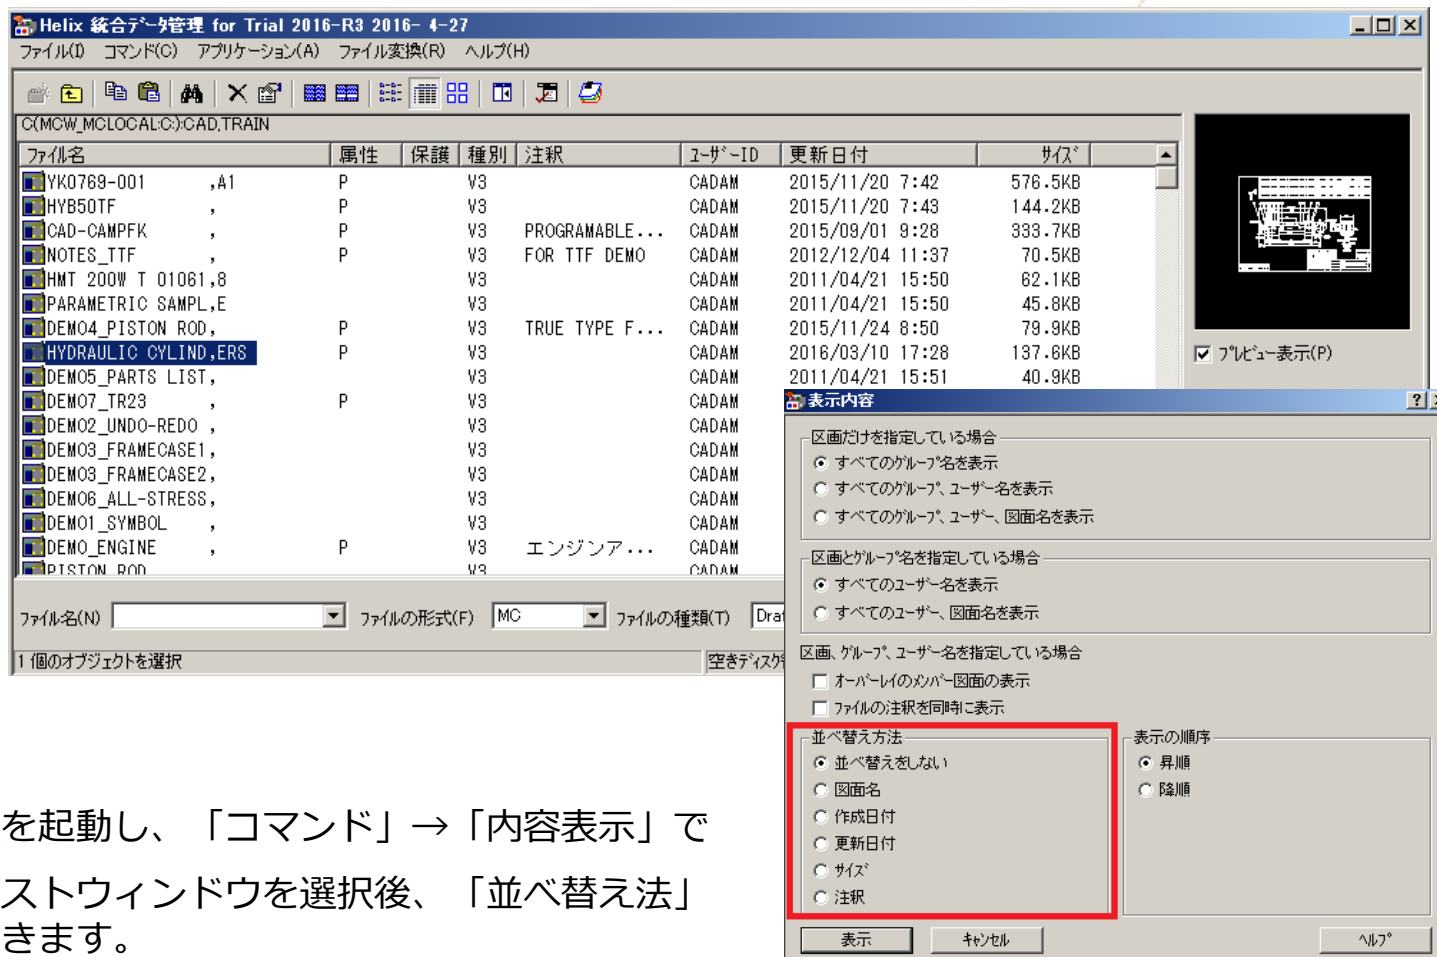 Helix 統合ﾃﾞｰﾀ管理 for Trial 2016-R3 2016- 4-27
ファイル(I) コマンド(C) アプリケーション(A) ファイル変換(R) ヘルプ(H)
C(MCW_MCLOCAL:C:):CAD,TRAIN
ファイル名 属性 保護 種別 注釈 ﾕｰｻﾞｰID 更新日付 ｻｲｽﾞ
YK0769-001 ,A1 P V3 CADAM 2015/11/20 7:42 576.5KB
HYB50TF , P V3 CADAM 2015/11/20 7:43 144.2KB
CAD-CAMPFK , P V3 PROGRAMABLE... CADAM 2015/09/01 9:28 333.7KB
NOTES_TTF , P V3 FOR TTF DEMO CADAM 2012/12/04 11:37 70.5KB
HMT 200W T 01061,8 V3 CADAM 2011/04/21 15:50 62.1KB
PARAMETRIC SAMPL,E V3 CADAM 2011/04/21 15:50 45.8KB
DEMO4_PISTON ROD, P V3 TRUE TYPE F... CADAM 2015/11/24 8:50 79.9KB
HYDRAULIC CYLIND,ERS P V3 CADAM 2016/03/10 17:28 137.6KB
DEMO5_PARTS LIST, V3 CADAM 2011/04/21 15:51 40.9KB
DEMO7_TR23 , P V3 CADAM
DEMO2_UNDO-REDO , V3 CADAM
DEMO3_FRAMECASE1, V3 CADAM
DEMO3_FRAMECASE2, V3 CADAM
DEMO6_ALL-STRESS, V3 CADAM
DEMO1_SYMBOL , V3 CADAM
DEMO_ENGINE , P V3 エンジンア... CADAM
PISTON ROD V3 CADAM
ﾌﾟﾚﾋﾞｭｰ表示(P)
ファイル名(N) ファイルの形式(F) MC ファイルの種類(T)
1 個のオブジェクトを選択 空きディスク
表示内容
区画だけを指定している場合
すべてのグループ名を表示
すべてのグループ、ユーザー名を表示
すべてのグループ、ユーザー、図面名を表示
区画とグループ名を指定している場合
すべてのユーザー名を表示
すべてのユーザー、図面名を表示
区画、グループ、ユーザー名を指定している場合
オーバーレイのメンバー図面の表示
ファイルの注釈を同時に表示
並べ替え方法
並べ替えをしない
図面名
作成日付
更新日付
ｻｲｽﾞ
注釈
表示の順序
昇順
降順
表示 ｷｬﾝｾﾙ ﾍﾙﾌﾟ
を起動し、「コマンド」→「内容表示」で
ストウィンドウを選択後、「並べ替え法」
きます。